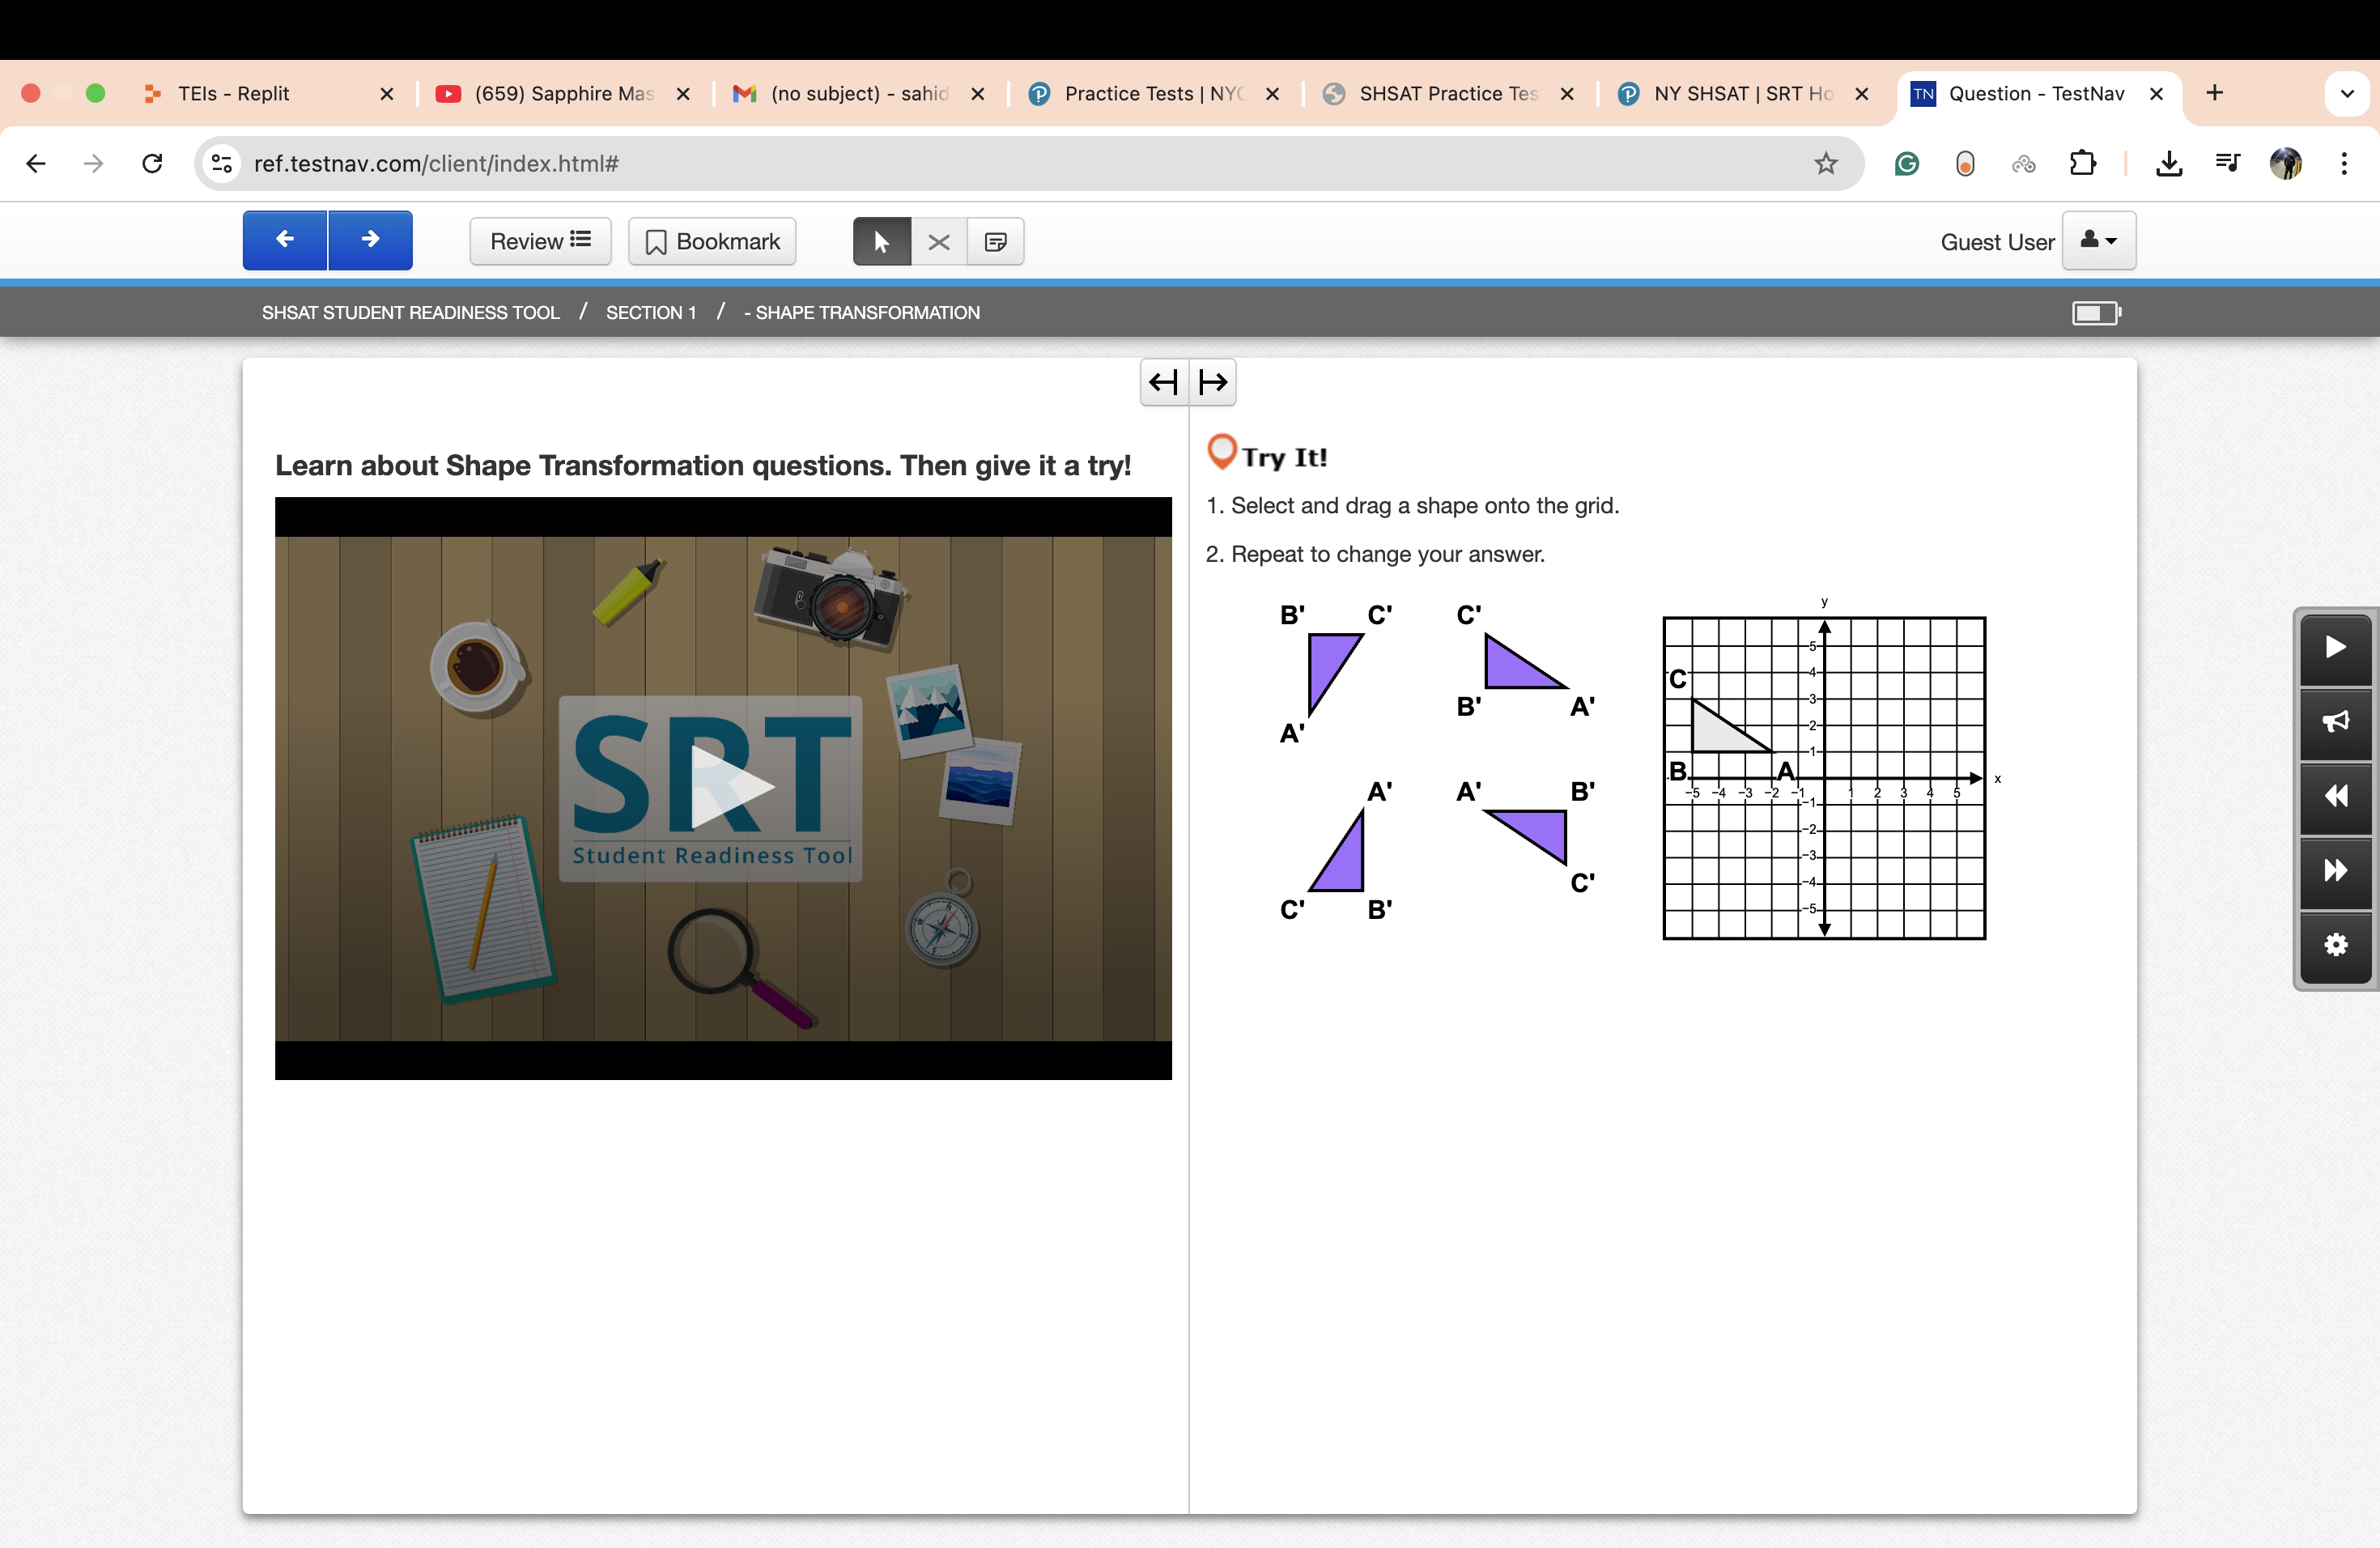 TEIs - Replit
(659) Sapphire Mas
(no subject) - sahid
Practice Tests | NYC
SHSAT Practice Tes
NY SHSAT | SRT Ho
TN Question - TestNav
ref.testnav.com/client/index.html#
Review
Bookmark
Guest User
SHSAT STUDENT READINESS TOOL / SECTION 1 / - SHAPE TRANSFORMATION
Learn about Shape Transformation questions. Then give it a try!
SRT
Student Readiness Tool
Try It!
1. Select and drag a shape onto the grid.
2. Repeat to change your answer.
B' C'
A'
C'
B' A'
A'
C' B'
A' B'
C'
y
5
C 4
3
2
1
B A x
-5 -4 -3 -2 -1 1 2 3 4 5
-1
-2
-3
-4
-5